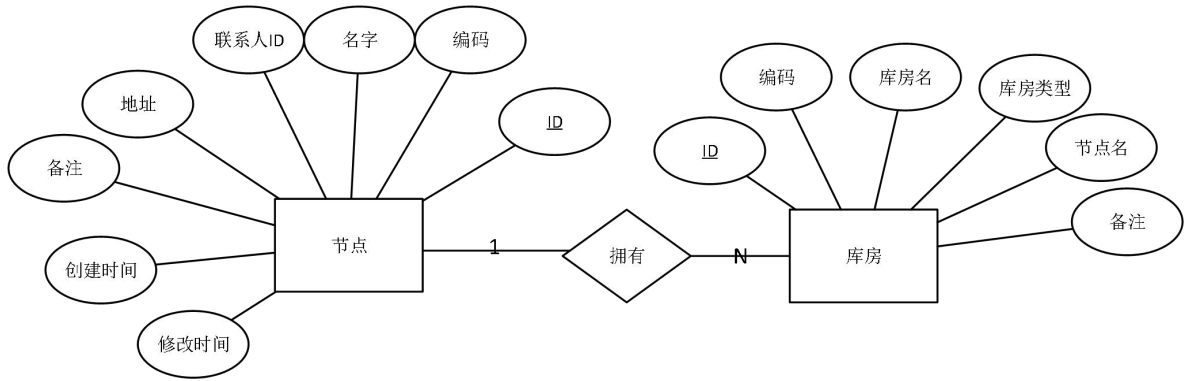 联系人ID
名字
编码
ID
地址
备注
创建时间
修改时间
节点
1
拥有
N
库房
ID
编码
库房名
库房类型
节点名
备注